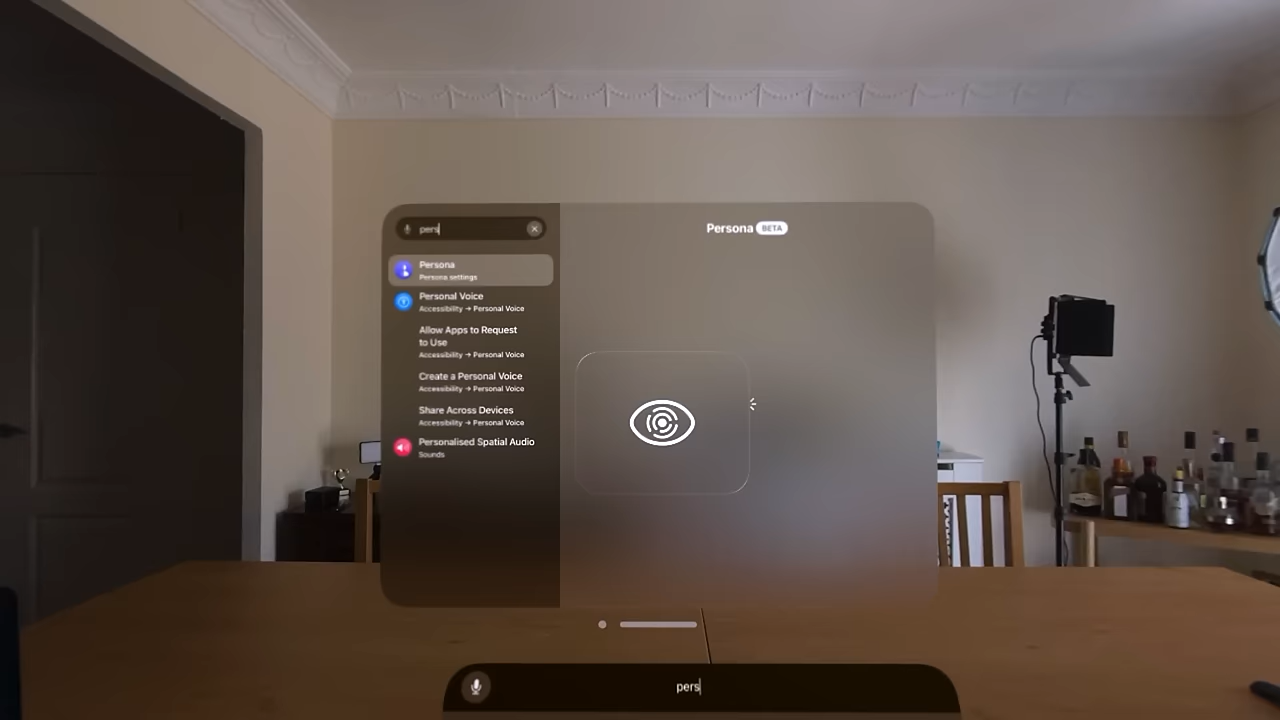 pers
Persona BETA
Persona
Persona settings
Personal Voice
Accessibility → Personal Voice
Allow Apps to Request
to Use
Accessibility → Personal Voice
Create a Personal Voice
Accessibility → Personal Voice
Share Across Devices
Accessibility → Personal Voice
Personalised Spatial Audio
Sounds
pers